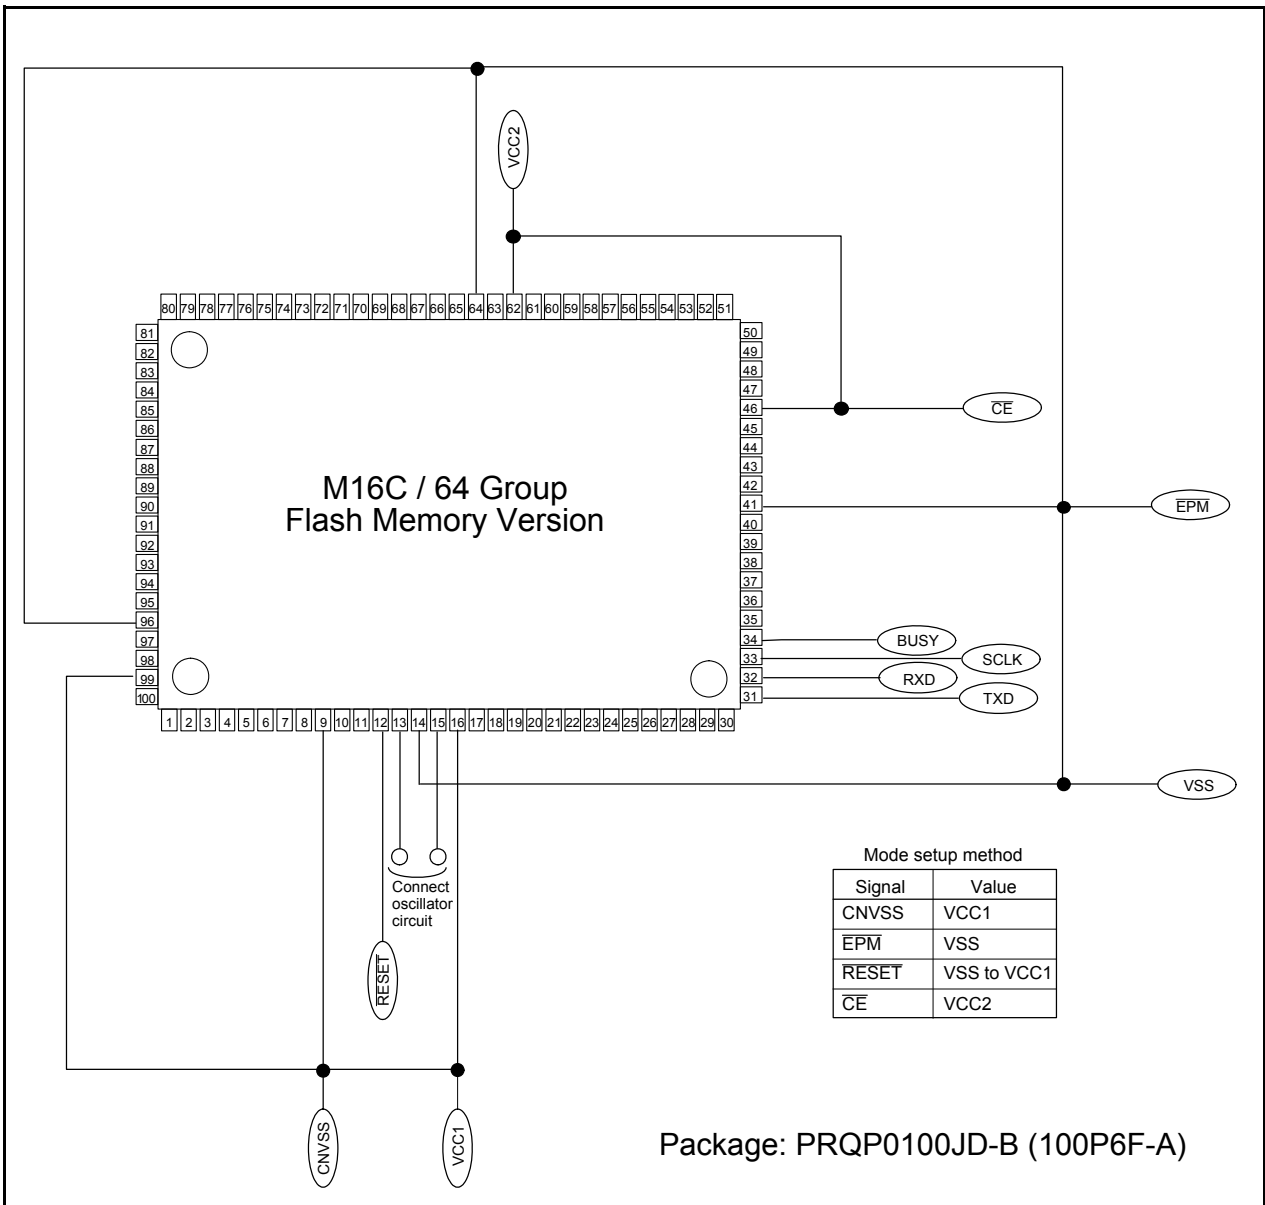 VCC2
80 79 78 77 76 75 74 73 72 71 70 69 68 67 66 65 64 63 62 61 60 59 58 57 56 55 54 53 52 51
81
82
83
84
85
86
87
88
89
90
91
92
93
94
95
96
97
98
99
100
M16C / 64 Group
Flash Memory Version
50
49
48
47
46
45
44
43
42
41
40
39
38
37
36
35
34
33
32
31
C̅E̅
E̅P̅M̅
BUSY
SCLK
RXD
TXD
1 2 3 4 5 6 7 8 9 10 11 12 13 14 15 16 17 18 19 20 21 22 23 24 25 26 27 28 29 30
VSS
Connect
oscillator
circuit
R̅E̅S̅E̅T̅
Mode setup method
Signal Value
CNVSS VCC1
E̅P̅M̅ VSS
R̅E̅S̅E̅T̅ VSS to VCC1
C̅E̅ VCC2
CNVSS
VCC1
Package: PRQP0100JD-B (100P6F-A)